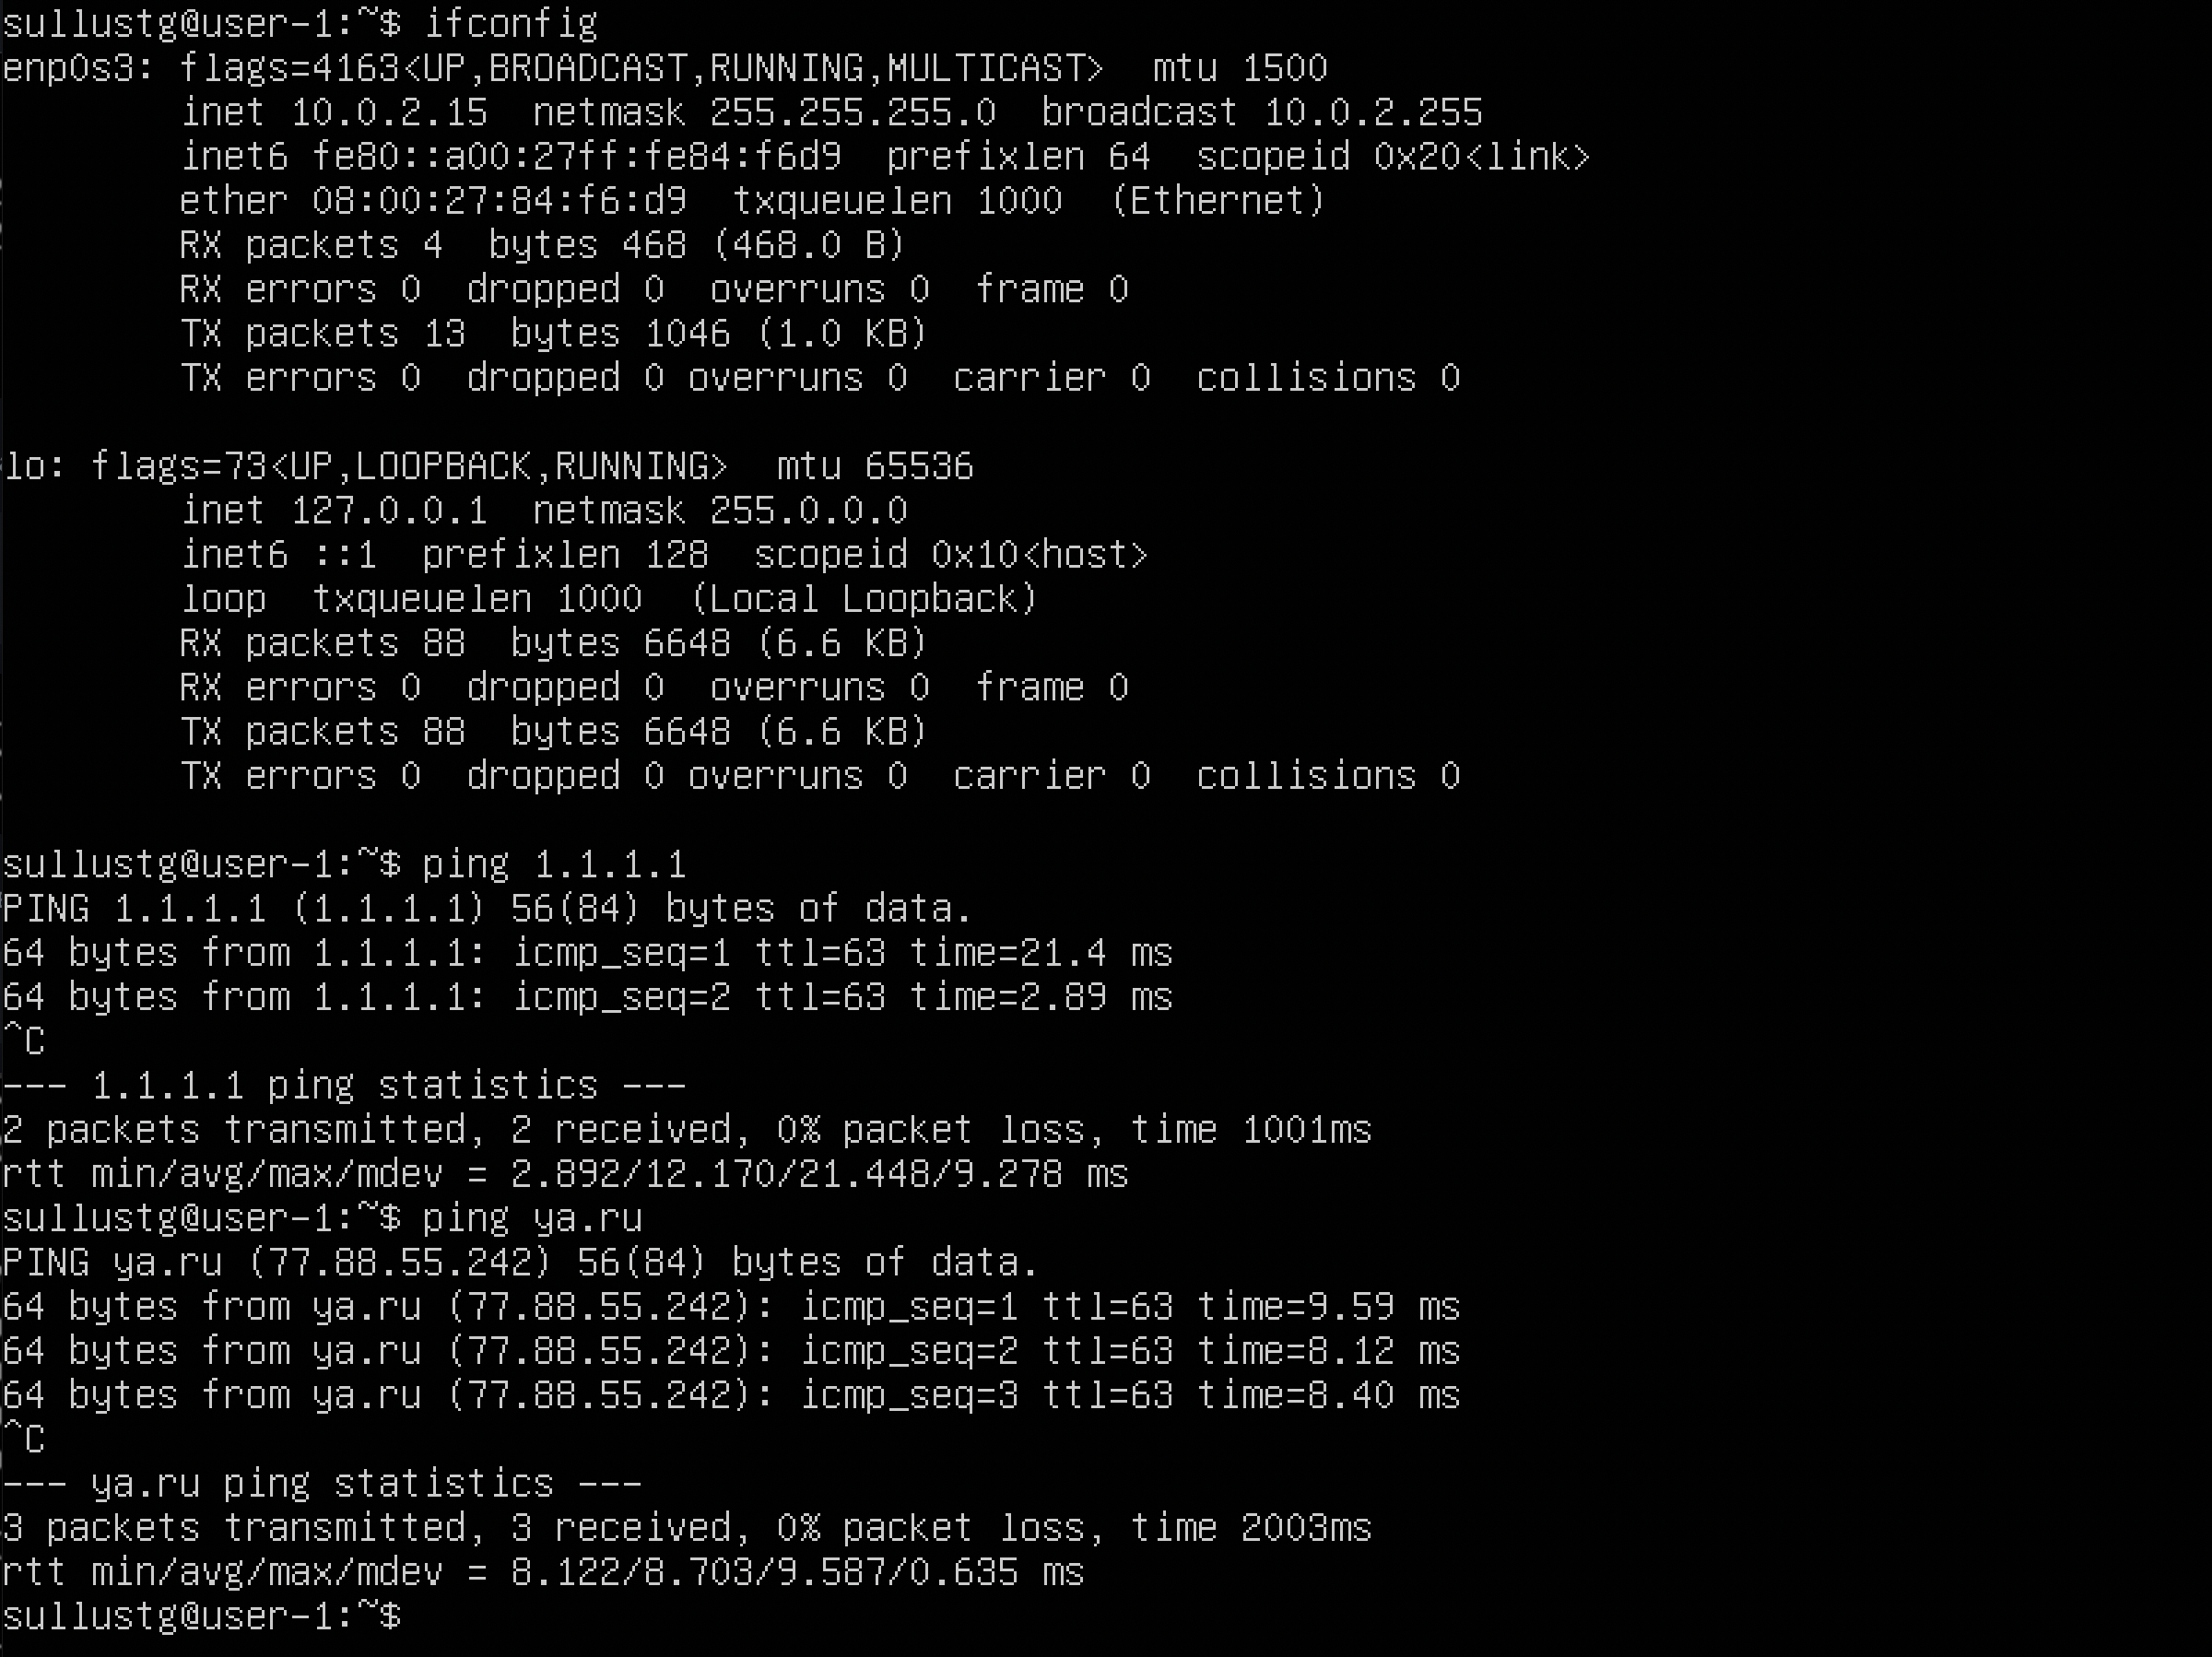 sullustg@user-1:~$ ifconfig
enp0s3: flags=4163<UP,BROADCAST,RUNNING,MULTICAST>  mtu 1500
        inet 10.0.2.15  netmask 255.255.255.0  broadcast 10.0.2.255
        inet6 fe80::a00:27ff:fe84:f6d9  prefixlen 64  scopeid 0x20<link>
        ether 08:00:27:84:f6:d9  txqueuelen 1000  (Ethernet)
        RX packets 4  bytes 468 (468.0 B)
        RX errors 0  dropped 0  overruns 0  frame 0
        TX packets 13  bytes 1046 (1.0 KB)
        TX errors 0  dropped 0 overruns 0  carrier 0  collisions 0

lo: flags=73<UP,LOOPBACK,RUNNING>  mtu 65536
        inet 127.0.0.1  netmask 255.0.0.0
        inet6 ::1  prefixlen 128  scopeid 0x10<host>
        loop  txqueuelen 1000  (Local Loopback)
        RX packets 88  bytes 6648 (6.6 KB)
        RX errors 0  dropped 0  overruns 0  frame 0
        TX packets 88  bytes 6648 (6.6 KB)
        TX errors 0  dropped 0 overruns 0  carrier 0  collisions 0

sullustg@user-1:~$ ping 1.1.1.1
PING 1.1.1.1 (1.1.1.1) 56(84) bytes of data.
64 bytes from 1.1.1.1: icmp_seq=1 ttl=63 time=21.4 ms
64 bytes from 1.1.1.1: icmp_seq=2 ttl=63 time=2.89 ms
^C
--- 1.1.1.1 ping statistics ---
2 packets transmitted, 2 received, 0% packet loss, time 1001ms
rtt min/avg/max/mdev = 2.892/12.170/21.448/9.278 ms
sullustg@user-1:~$ ping ya.ru
PING ya.ru (77.88.55.242) 56(84) bytes of data.
64 bytes from ya.ru (77.88.55.242): icmp_seq=1 ttl=63 time=9.59 ms
64 bytes from ya.ru (77.88.55.242): icmp_seq=2 ttl=63 time=8.12 ms
64 bytes from ya.ru (77.88.55.242): icmp_seq=3 ttl=63 time=8.40 ms
^C
--- ya.ru ping statistics ---
3 packets transmitted, 3 received, 0% packet loss, time 2003ms
rtt min/avg/max/mdev = 8.122/8.703/9.587/0.635 ms
sullustg@user-1:~$